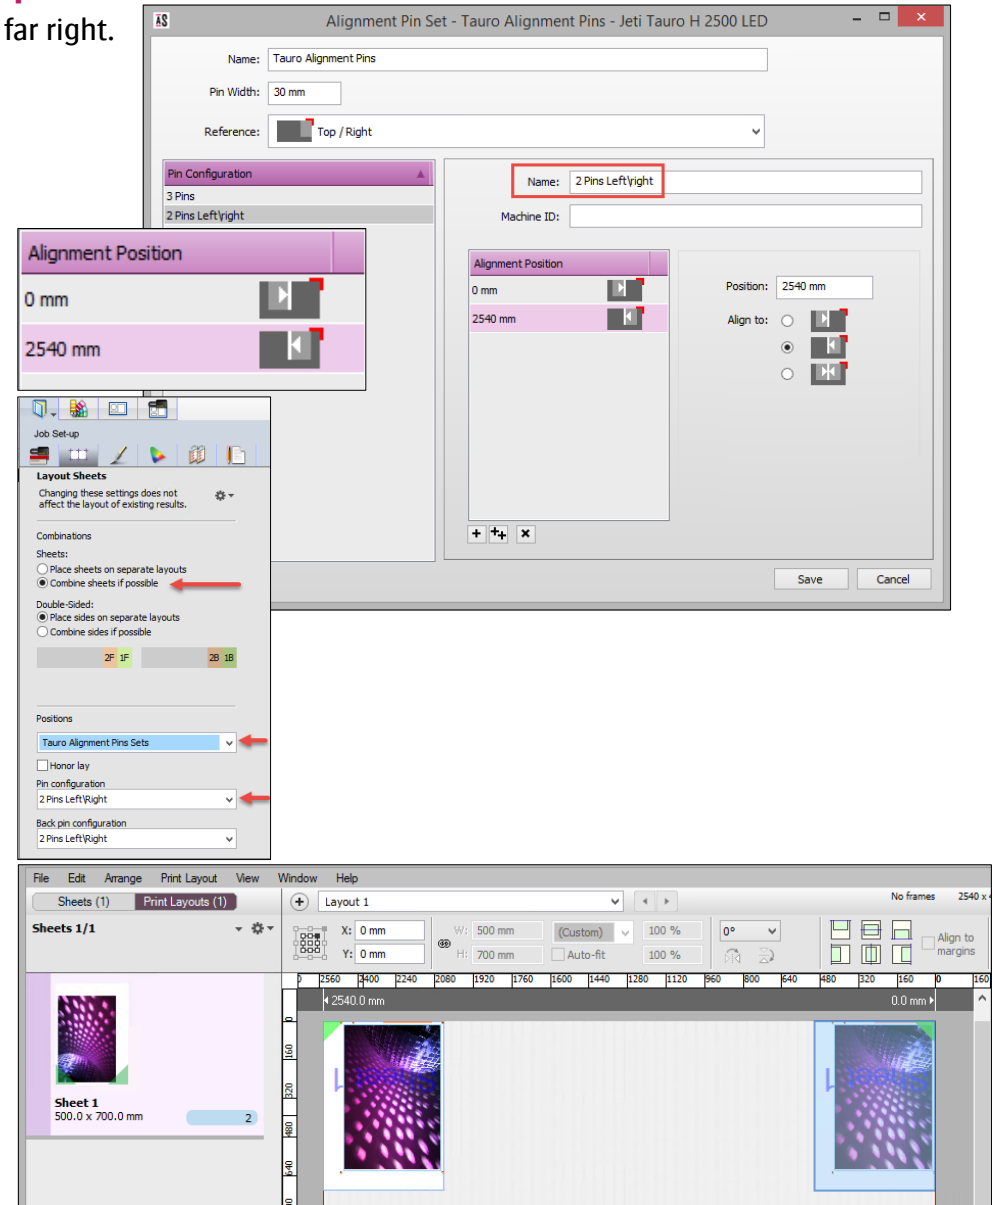 far right.
AS
Alignment Pin Set - Tauro Alignment Pins - Jeti Tauro H 2500 LED
Name: Tauro Alignment Pins
Pin Width: 30 mm
Reference: Top / Right
Pin Configuration
3 Pins
2 Pins Left\right
Name: 2 Pins Left\right
Machine ID:
Alignment Position
0 mm
2540 mm
Position: 2540 mm
Align to:
Save Cancel
Alignment Position
0 mm
2540 mm
Job Set-up
Layout Sheets
Changing these settings does not
affect the layout of existing results.
Combinations
Sheets:
Place sheets on separate layouts
Combine sheets if possible
Double-Sided:
Place sides on separate layouts
Combine sides if possible
2F 1F 2B 1B
Positions
Tauro Alignment Pins Sets
Honor lay
Pin configuration
2 Pins Left\Right
Back pin configuration
2 Pins Left\Right
File Edit Arrange Print Layout View Window Help
Sheets (1) Print Layouts (1) Layout 1 No frames 2540 x
Sheets 1/1
X: 0 mm W: 500 mm (Custom) 100 % 0° Align to
Y: 0 mm H: 700 mm Auto-fit 100 % margins
2560 2400 2240 2080 1920 1760 1600 1440 1280 1120 960 800 640 480 320 160 0 160
2540.0 mm 0.0 mm
0
160
320
480
640
Sheet 1
Sheet 1
Sheet 1
500.0 x 700.0 mm 2